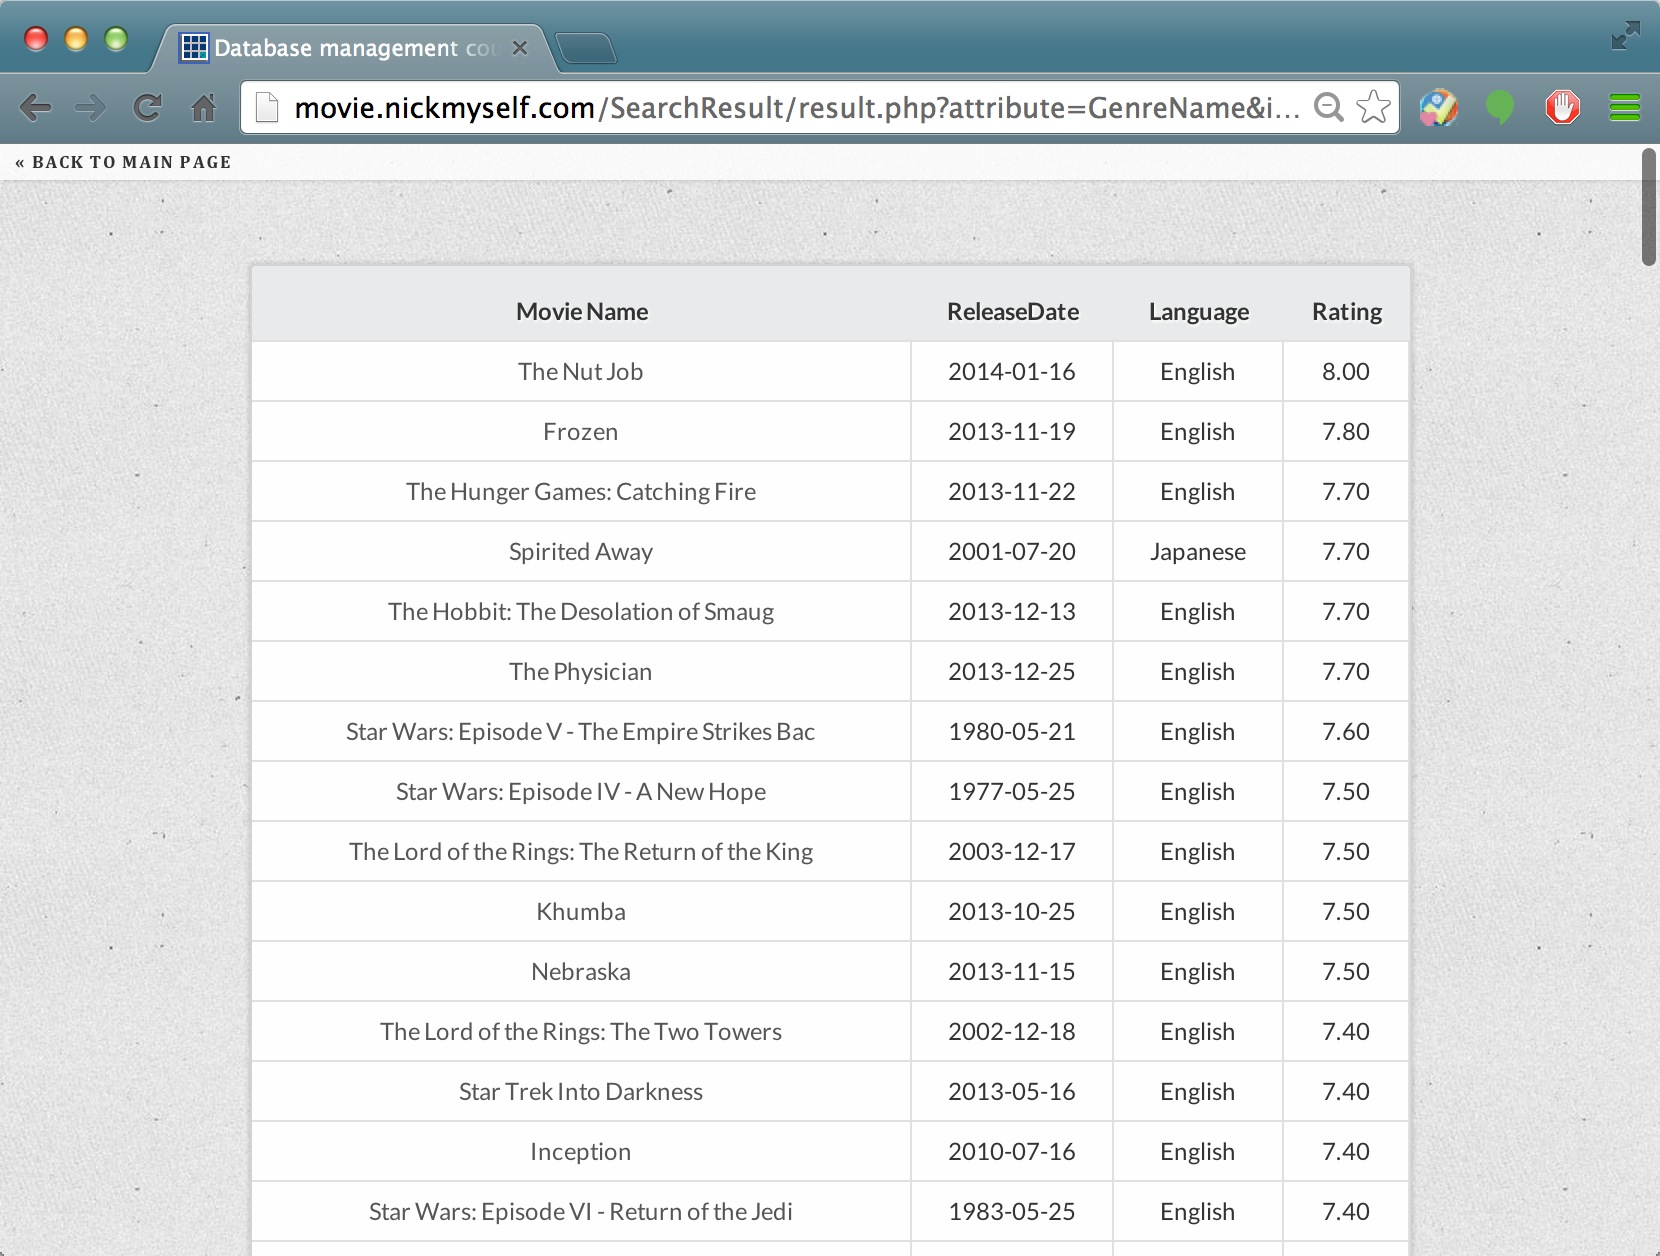 Database management cou
movie.nickmyself.com/SearchResult/result.php?attribute=GenreName&i...
« BACK TO MAIN PAGE
Movie Name ReleaseDate Language Rating
The Nut Job 2014-01-16 English 8.00
Frozen 2013-11-19 English 7.80
The Hunger Games: Catching Fire 2013-11-22 English 7.70
Spirited Away 2001-07-20 Japanese 7.70
The Hobbit: The Desolation of Smaug 2013-12-13 English 7.70
The Physician 2013-12-25 English 7.70
Star Wars: Episode V - The Empire Strikes Bac 1980-05-21 English 7.60
Star Wars: Episode IV - A New Hope 1977-05-25 English 7.50
The Lord of the Rings: The Return of the King 2003-12-17 English 7.50
Khumba 2013-10-25 English 7.50
Nebraska 2013-11-15 English 7.50
The Lord of the Rings: The Two Towers 2002-12-18 English 7.40
Star Trek Into Darkness 2013-05-16 English 7.40
Inception 2010-07-16 English 7.40
Star Wars: Episode VI - Return of the Jedi 1983-05-25 English 7.40